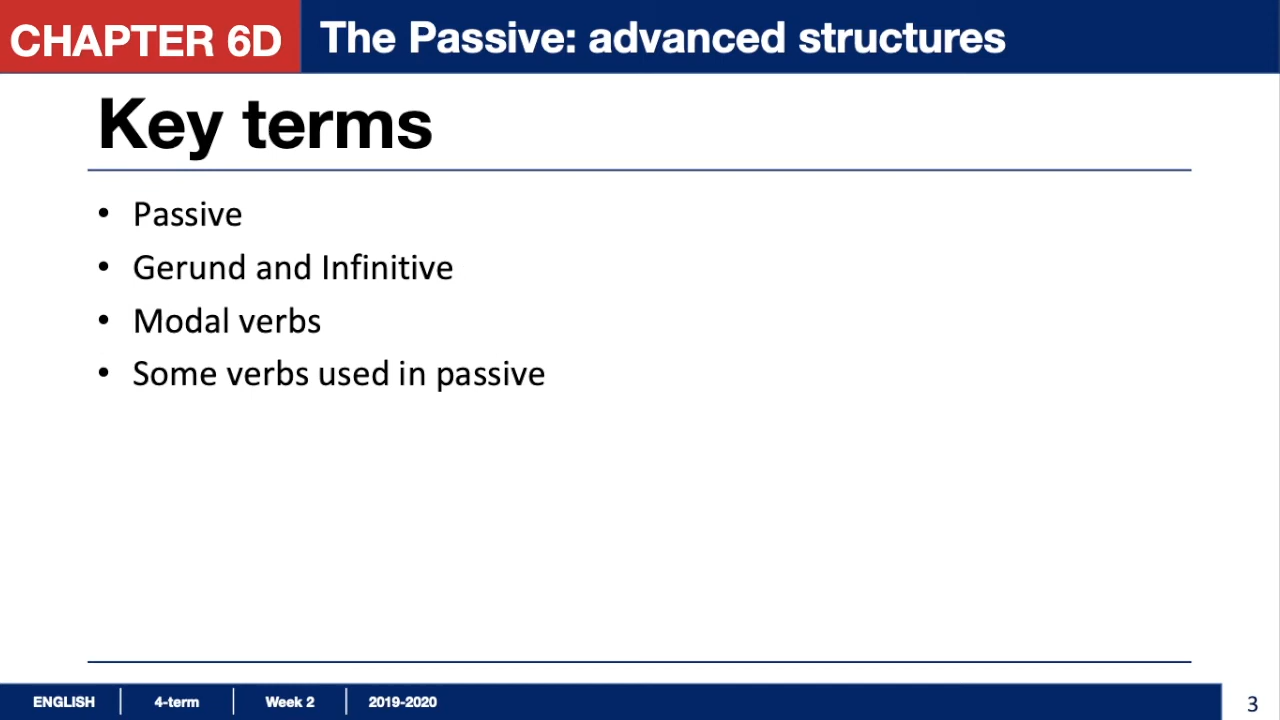 CHAPTER 6D The Passive: advanced structures
Key terms
• Passive
• Gerund and Infinitive
• Modal verbs
• Some verbs used in passive
ENGLISH 4-term Week 2 2019-2020 3